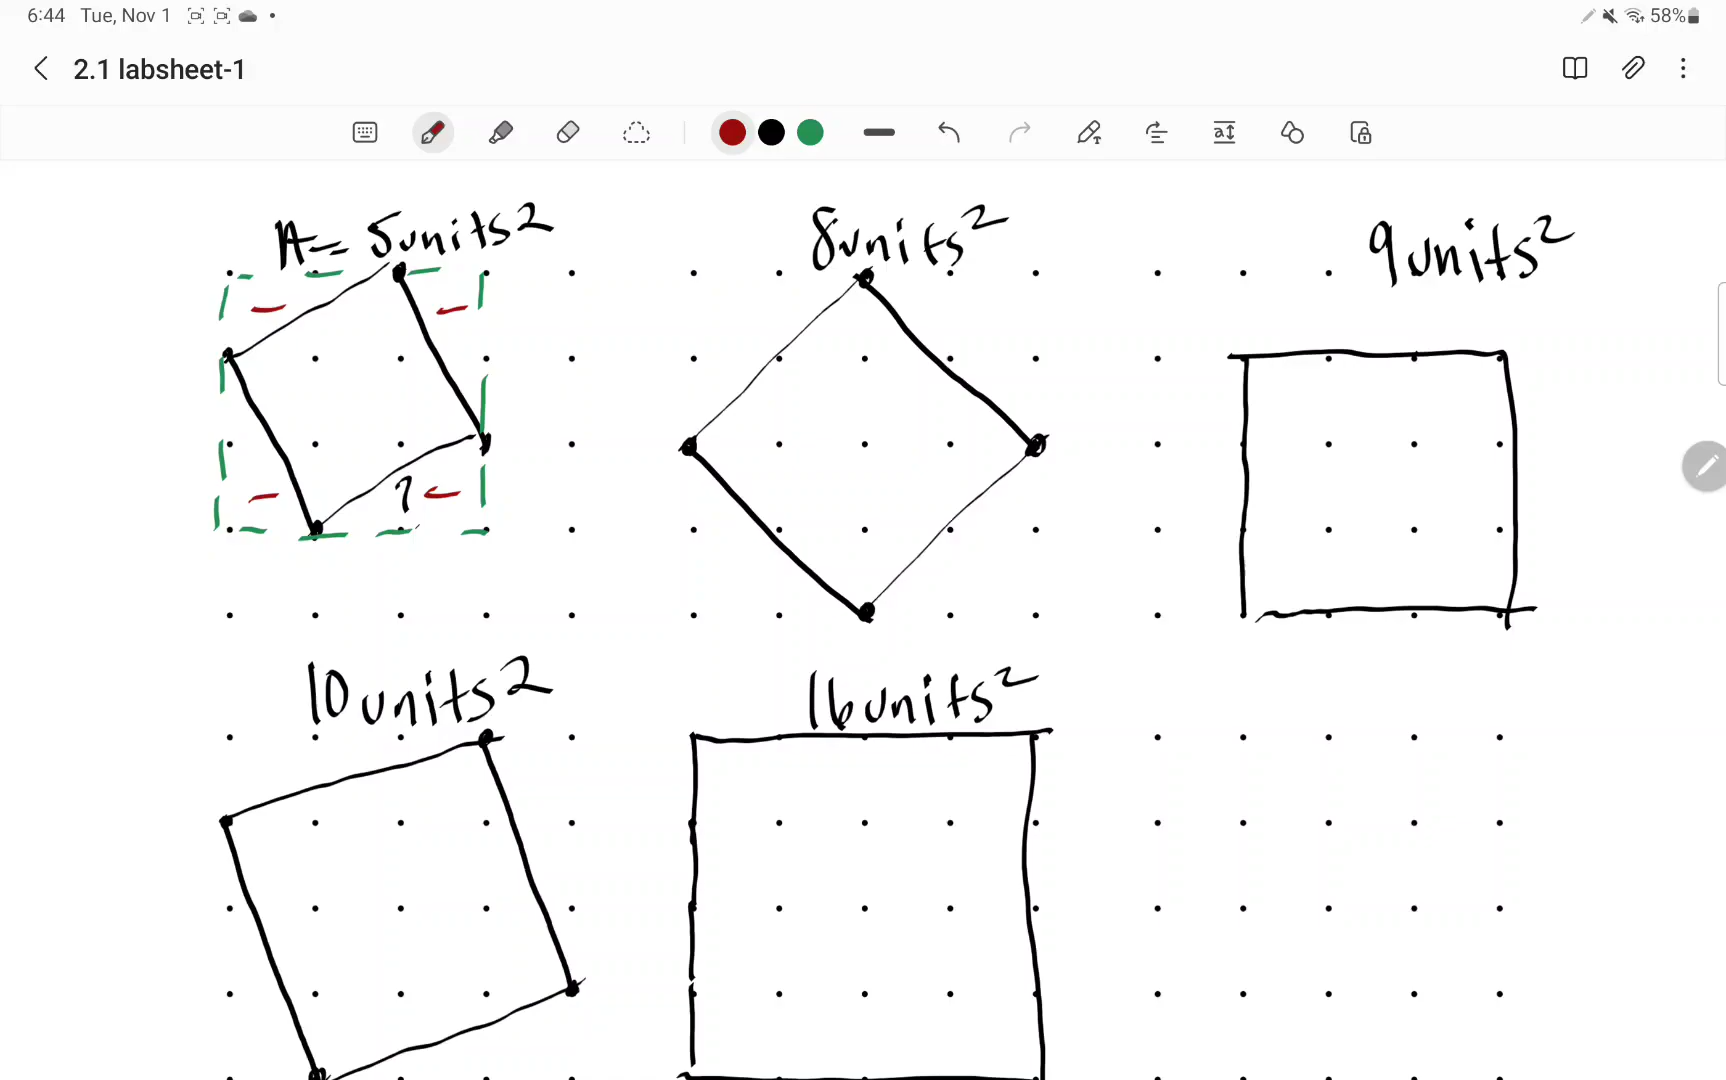 6:44 Tue, Nov 1 58%
2.1 labsheet-1
A= 5units²
8units²
9units²
?
10units²
16units²